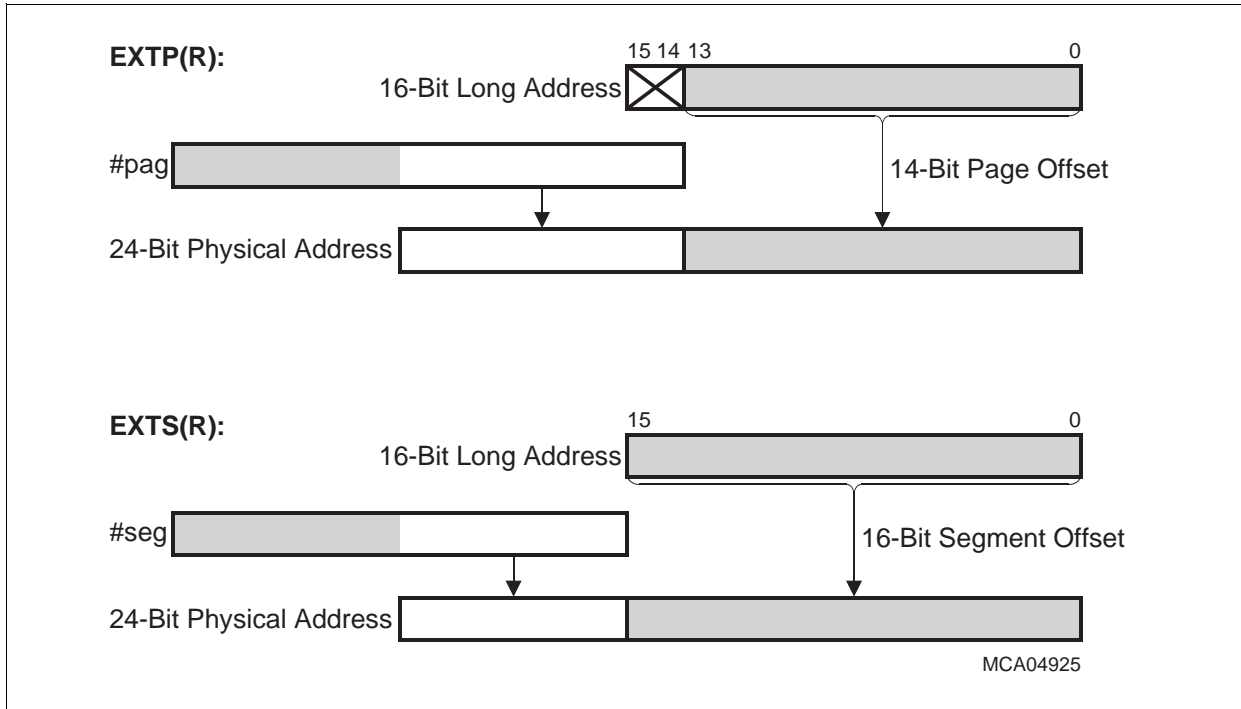 EXTP(R):
15 14 13 0
16-Bit Long Address
#pag
14-Bit Page Offset
24-Bit Physical Address
EXTS(R):
15 0
16-Bit Long Address
#seg
16-Bit Segment Offset
24-Bit Physical Address
MCA04925